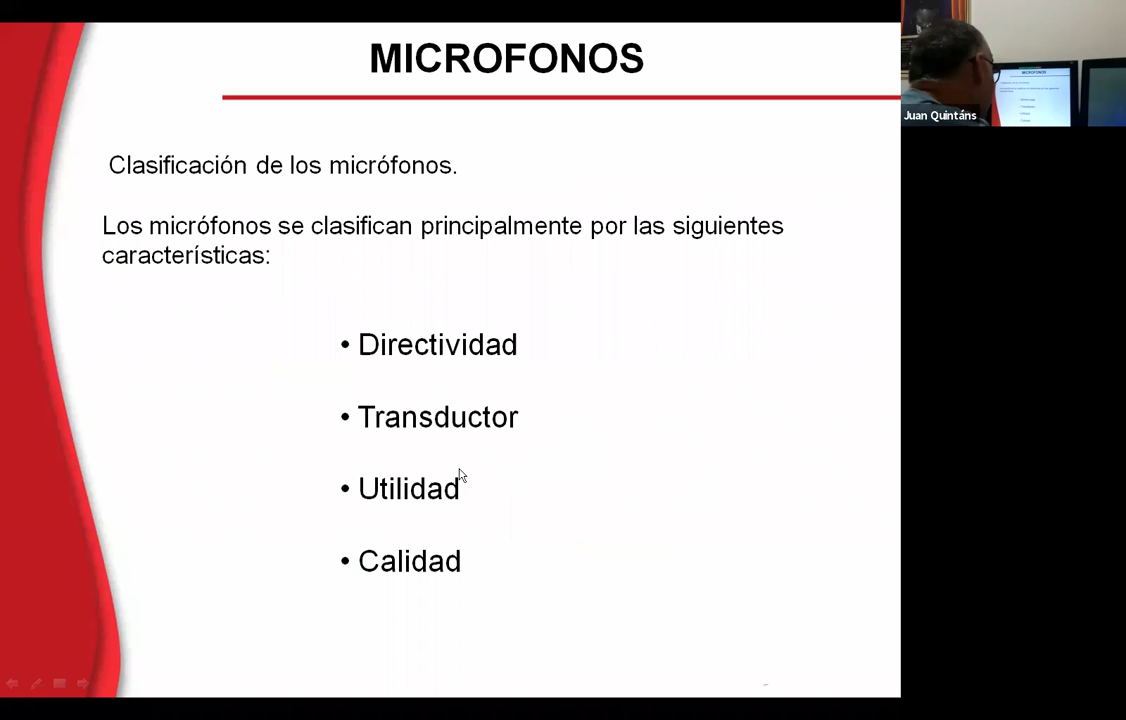 MICROFONOS
Clasificación de los micrófonos.
Los micrófonos se clasifican principalmente por las siguientes
características:
• Directividad
• Transductor
• Utilidad
• Calidad
Juan Quintáns